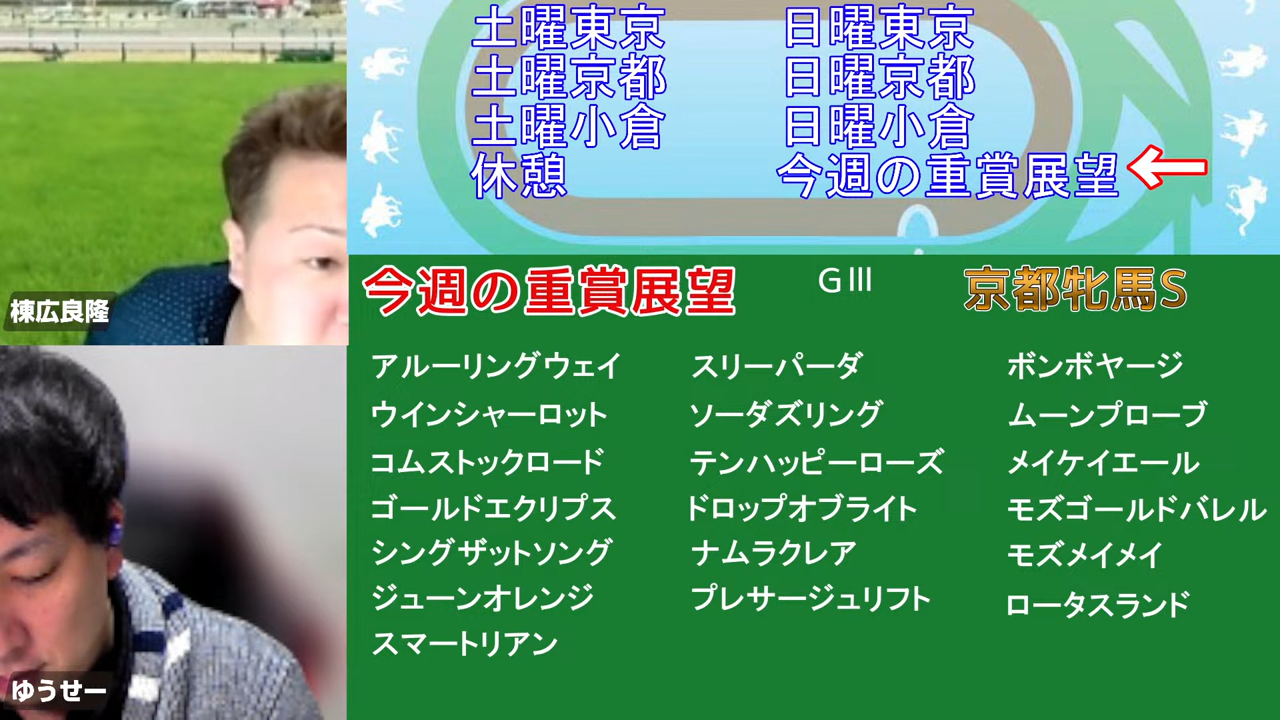 土曜東京
日曜東京
土曜京都
日曜京都
土曜小倉
日曜小倉
休憩
今週の重賞展望
棟広良隆
今週の重賞展望
GⅢ
京都牝馬S
アルーリングウェイ
ウインシャーロット
コムストックロード
ゴールドエクリプス
シングザットソング
ジューンオレンジ
スマートリアン
スリーパーダ
ソーダズリング
テンハッピーローズ
ドロップオブライト
ナムラクレア
プレサージュリフト
ボンボヤージ
ムーンプローブ
メイケイエール
モズゴールドバレル
モズメイメイ
ロータスランド
ゆうせー